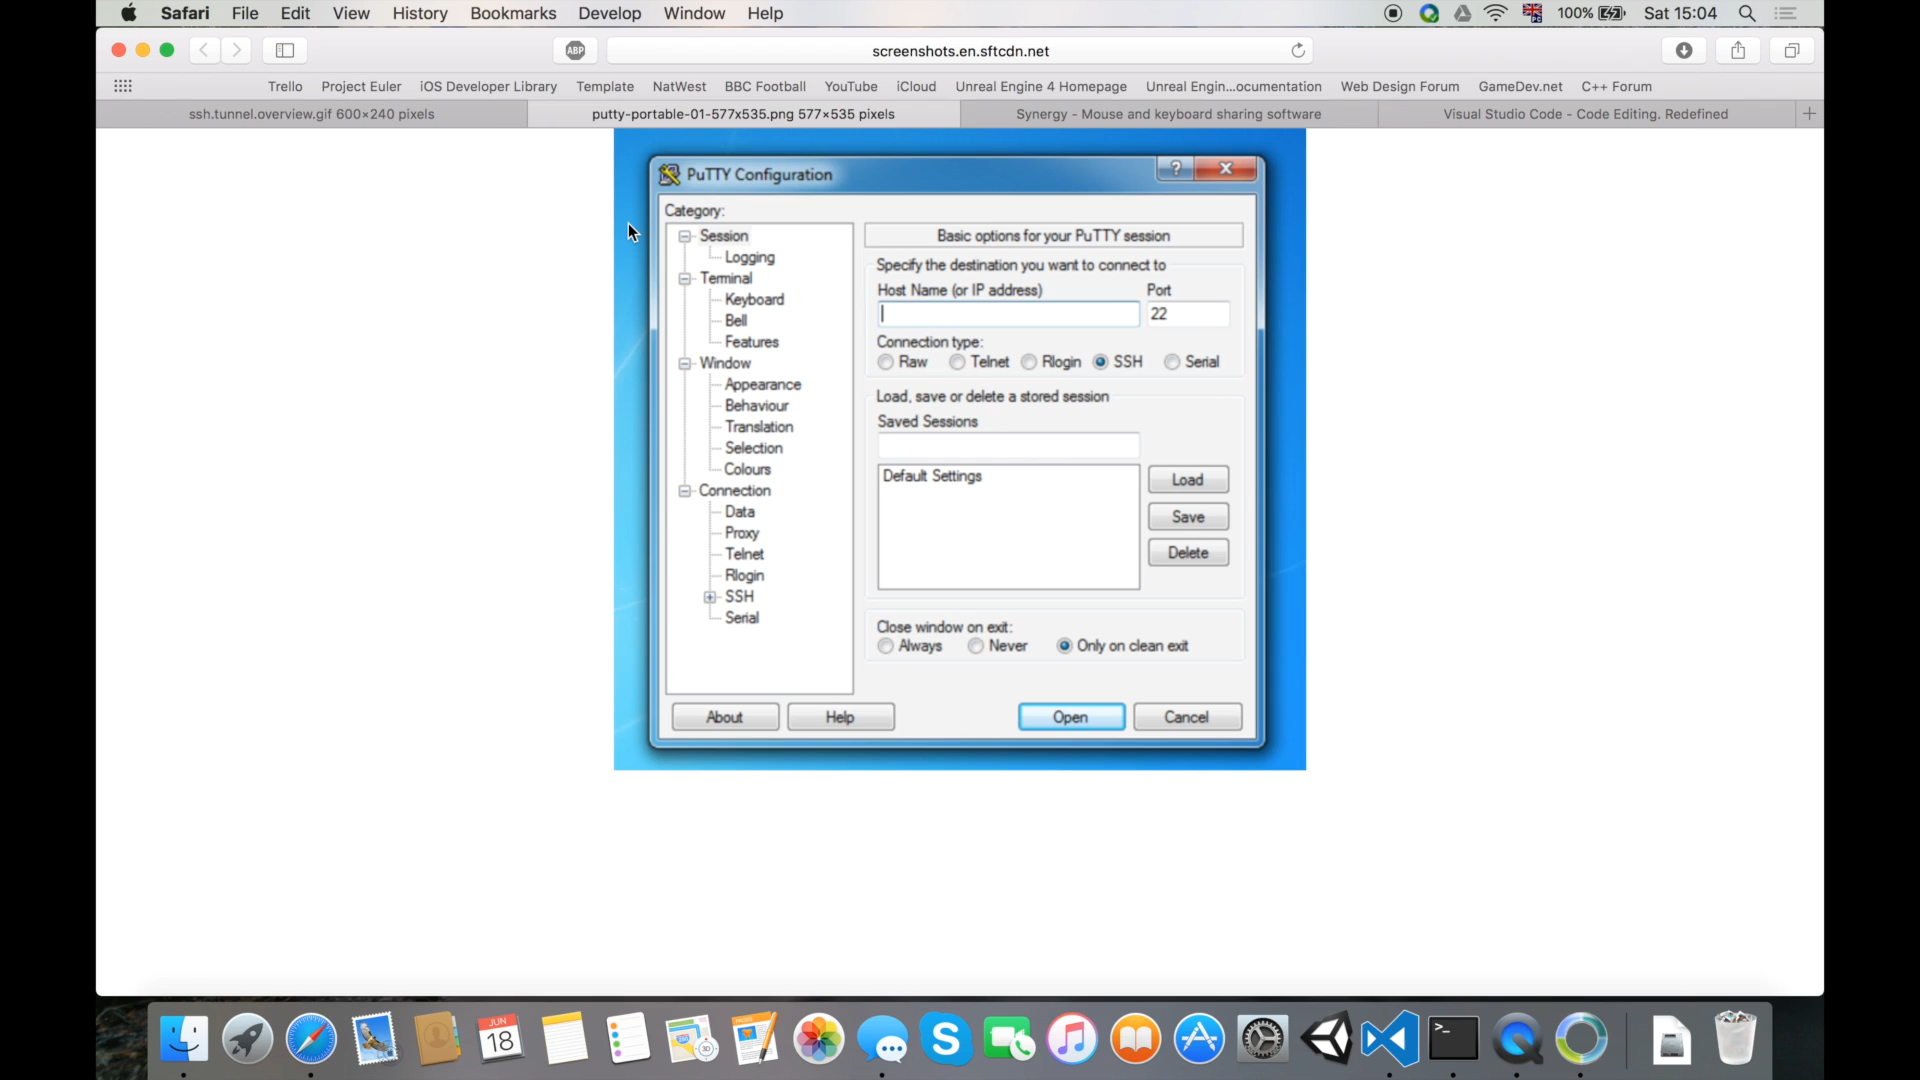 Safari File Edit View History Bookmarks Develop Window Help 100% Sat 15:04
ABP screenshots.en.sftcdn.net
Trello Project Euler iOS Developer Library Template NatWest BBC Football YouTube iCloud Unreal Engine 4 Homepage Unreal Engin...ocumentation Web Design Forum GameDev.net C++ Forum
ssh.tunnel.overview.gif 600×240 pixels putty-portable-01-577x535.png 577×535 pixels Synergy - Mouse and keyboard sharing software Visual Studio Code - Code Editing. Redefined
PuTTY Configuration
?
Category:
Session
Logging
Terminal
Keyboard
Bell
Features
Window
Appearance
Behaviour
Translation
Selection
Colours
Connection
Data
Proxy
Telnet
Rlogin
SSH
Serial
Basic options for your PuTTY session
Specify the destination you want to connect to
Host Name (or IP address) Port
22
Connection type:
Raw Telnet Rlogin SSH Serial
Load, save or delete a stored session
Saved Sessions
Default Settings
Load
Save
Delete
Close window on exit:
Always Never Only on clean exit
About Help Open Cancel
JUN
18
3D
PAGES
S
>_